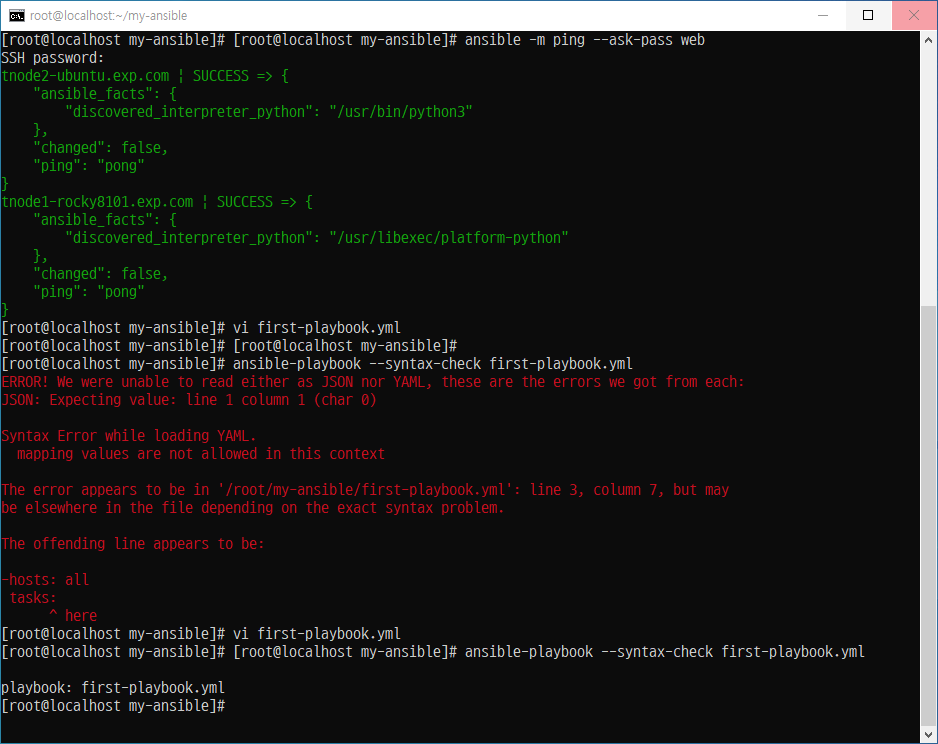 root@localhost:~/my-ansible
[root@localhost my-ansible]# [root@localhost my-ansible]# ansible -m ping --ask-pass web
SSH password:
tnode2-ubuntu.exp.com | SUCCESS => {
    "ansible_facts": {
        "discovered_interpreter_python": "/usr/bin/python3"
    },
    "changed": false,
    "ping": "pong"
}
tnode1-rocky8101.exp.com | SUCCESS => {
    "ansible_facts": {
        "discovered_interpreter_python": "/usr/libexec/platform-python"
    },
    "changed": false,
    "ping": "pong"
}
[root@localhost my-ansible]# vi first-playbook.yml
[root@localhost my-ansible]# [root@localhost my-ansible]#
[root@localhost my-ansible]# ansible-playbook --syntax-check first-playbook.yml
ERROR! We were unable to read either as JSON nor YAML, these are the errors we got from each:
JSON: Expecting value: line 1 column 1 (char 0)

Syntax Error while loading YAML.
  mapping values are not allowed in this context

The error appears to be in '/root/my-ansible/first-playbook.yml': line 3, column 7, but may
be elsewhere in the file depending on the exact syntax problem.

The offending line appears to be:

-hosts: all
 tasks:
      ^ here
[root@localhost my-ansible]# vi first-playbook.yml
[root@localhost my-ansible]# [root@localhost my-ansible]# ansible-playbook --syntax-check first-playbook.yml

playbook: first-playbook.yml
[root@localhost my-ansible]#